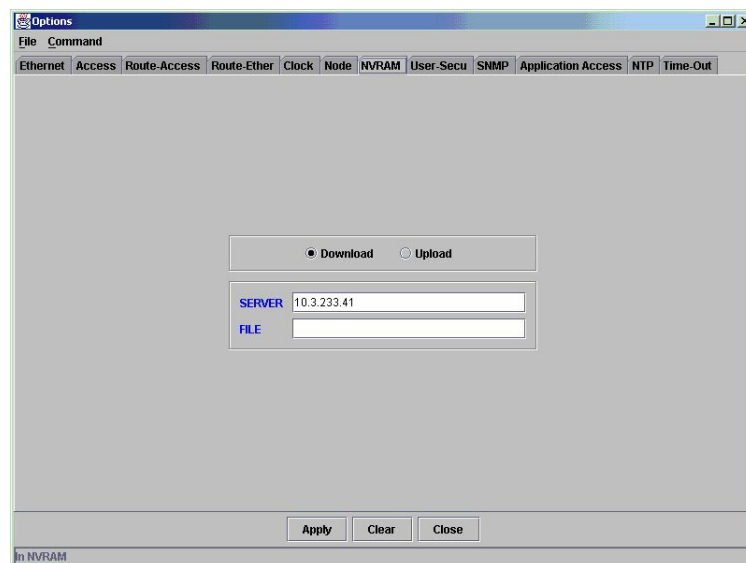 Options
File Command
Ethernet Access Route-Access Route-Ether Clock Node NVRAM User-Secu SNMP Application Access NTP Time-Out
Download Upload
SERVER 10.3.233.41
FILE
Apply Clear Close
In NVRAM